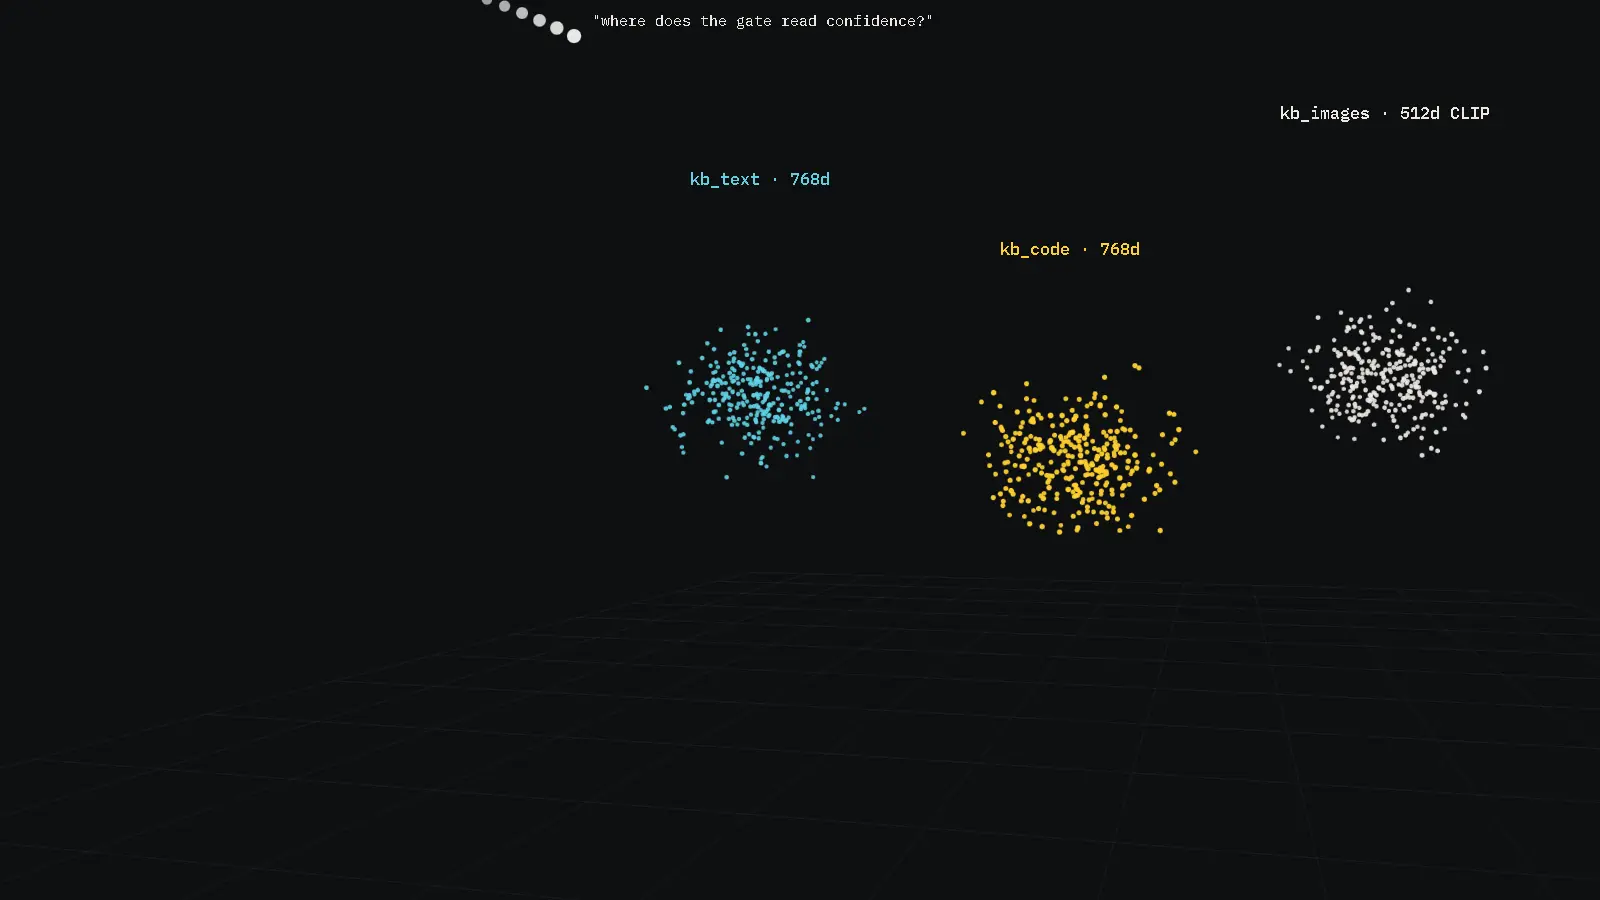 "where does the gate read confidence?"
kb_images · 512d CLIP
kb_text · 768d
kb_code · 768d